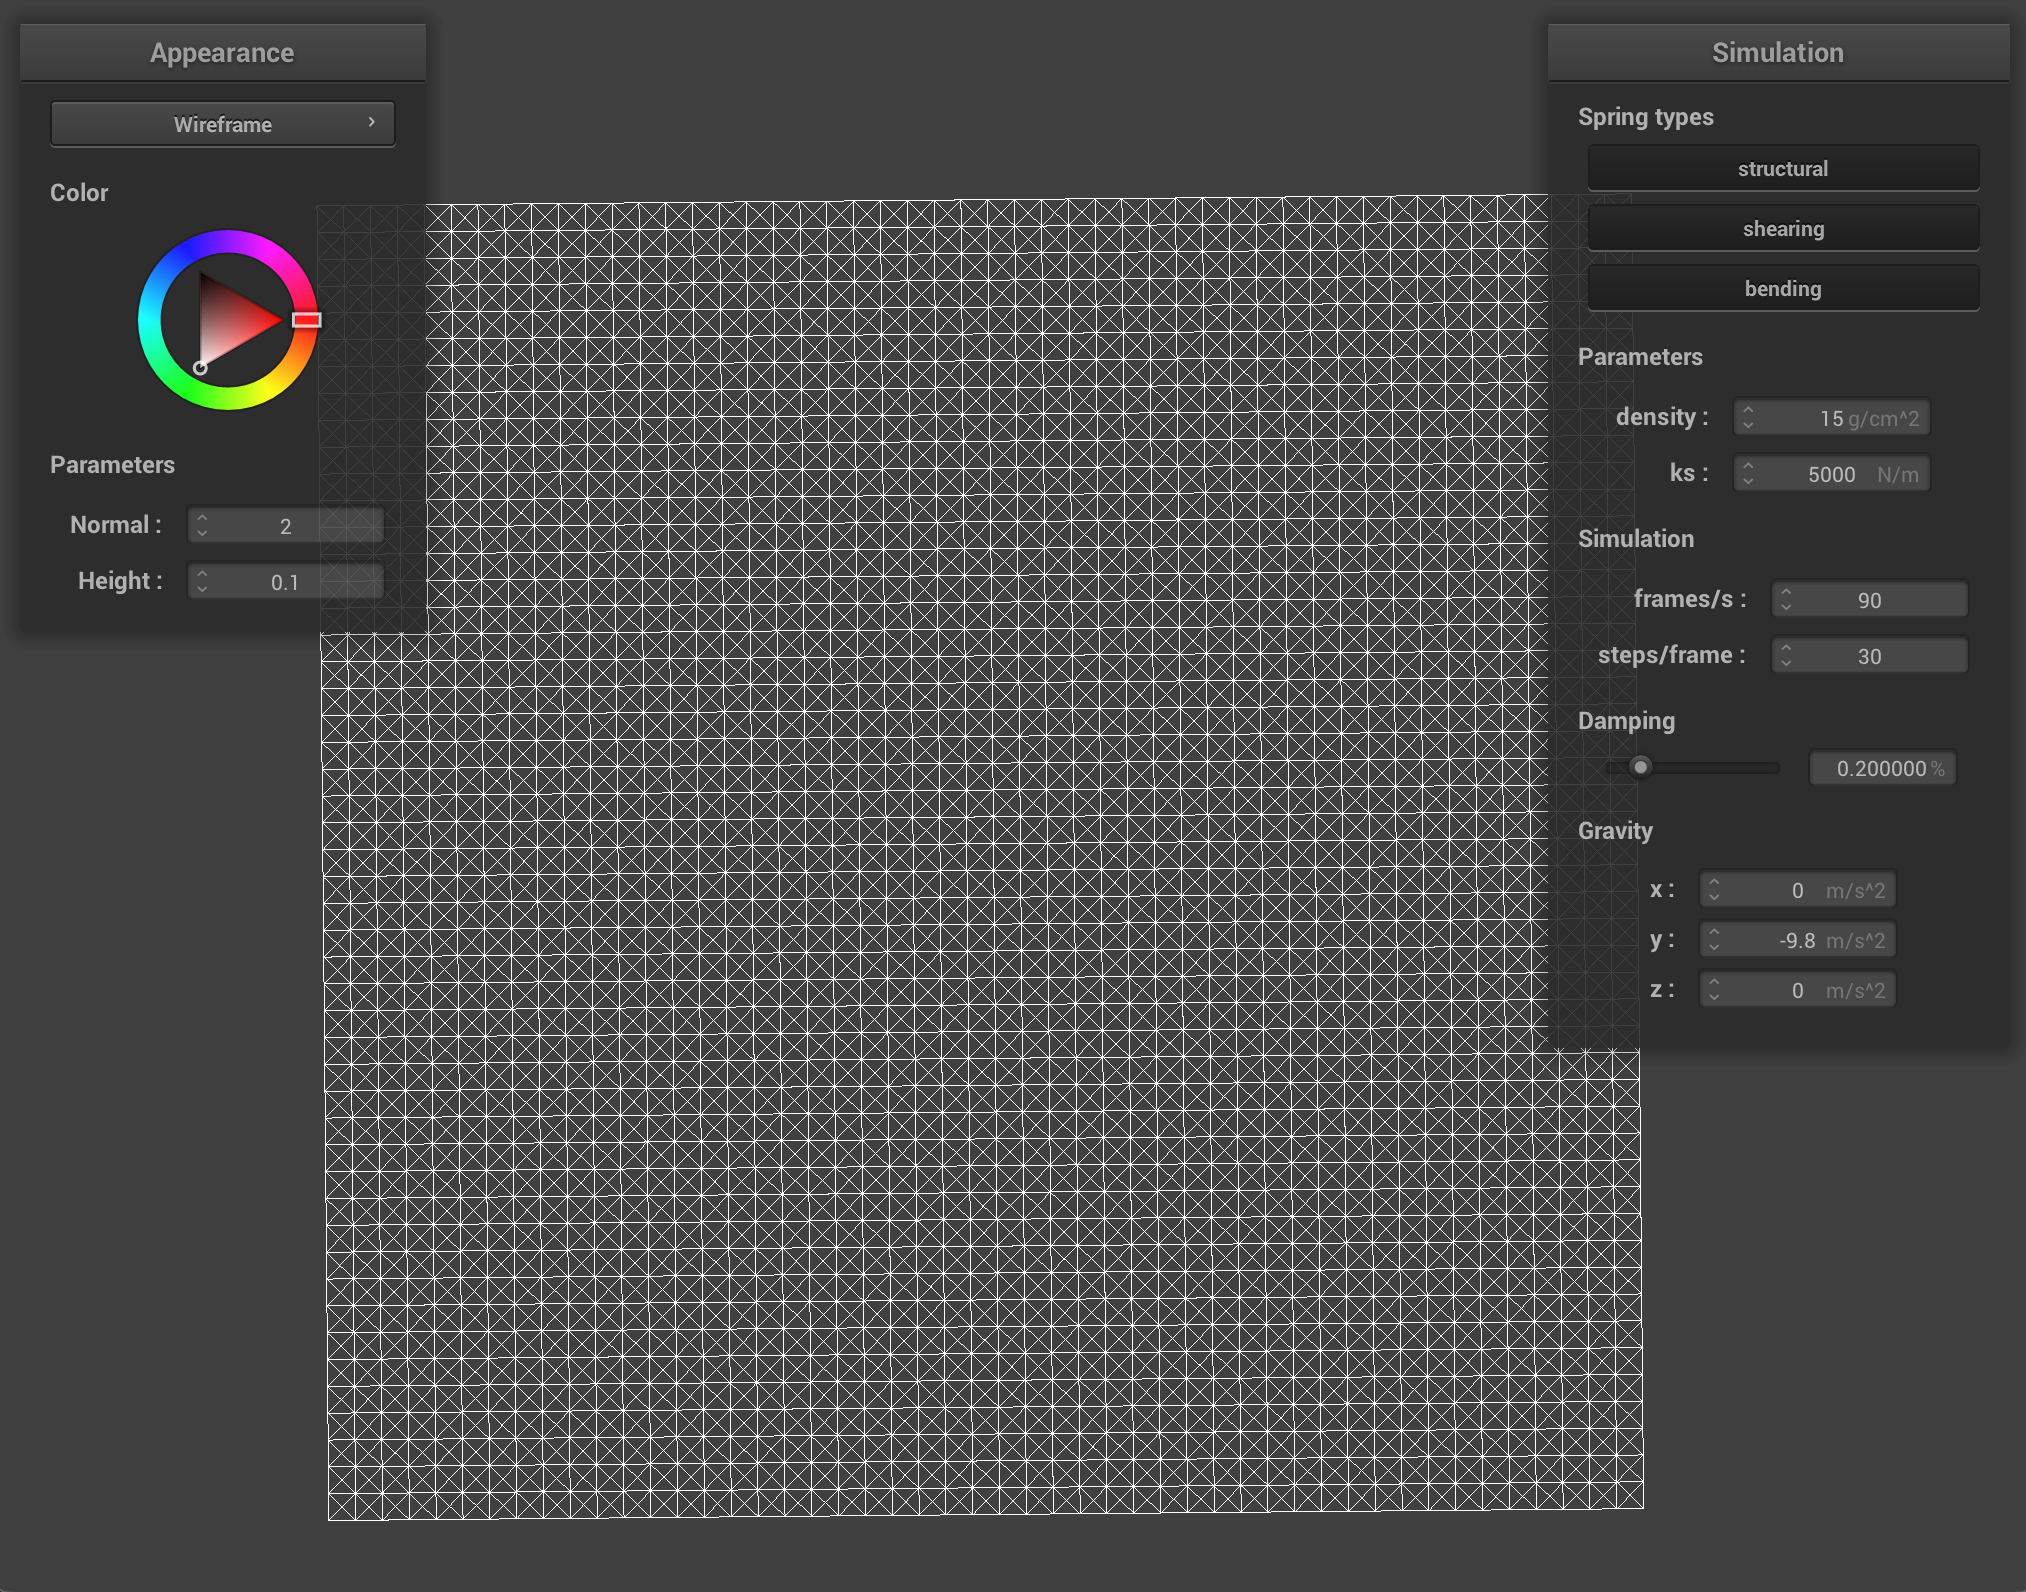 Appearance
Wireframe
Color
Parameters
Normal : 2
Height : 0.1
Simulation
Spring types
structural
shearing
bending
Parameters
density : 15 g/cm^2
ks : 5000 N/m
Simulation
frames/s : 90
steps/frame : 30
Damping
0.200000 %
Gravity
x : 0 m/s^2
y : -9.8 m/s^2
z : 0 m/s^2